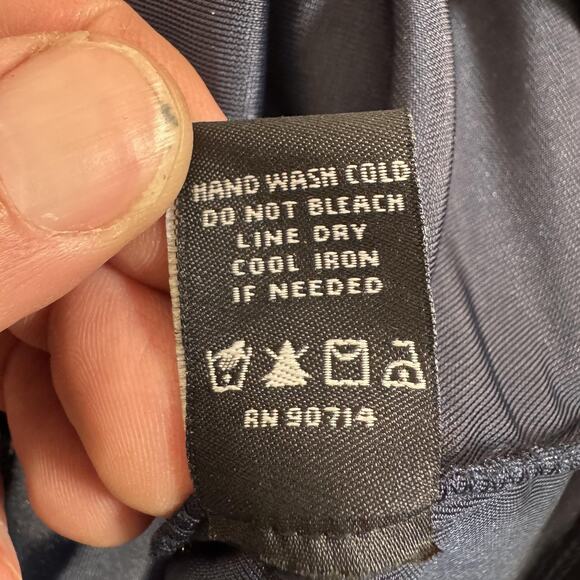 HAND WASH COLD
DO NOT BLEACH
LINE DRY
COOL IRON
IF NEEDED
RN 90714